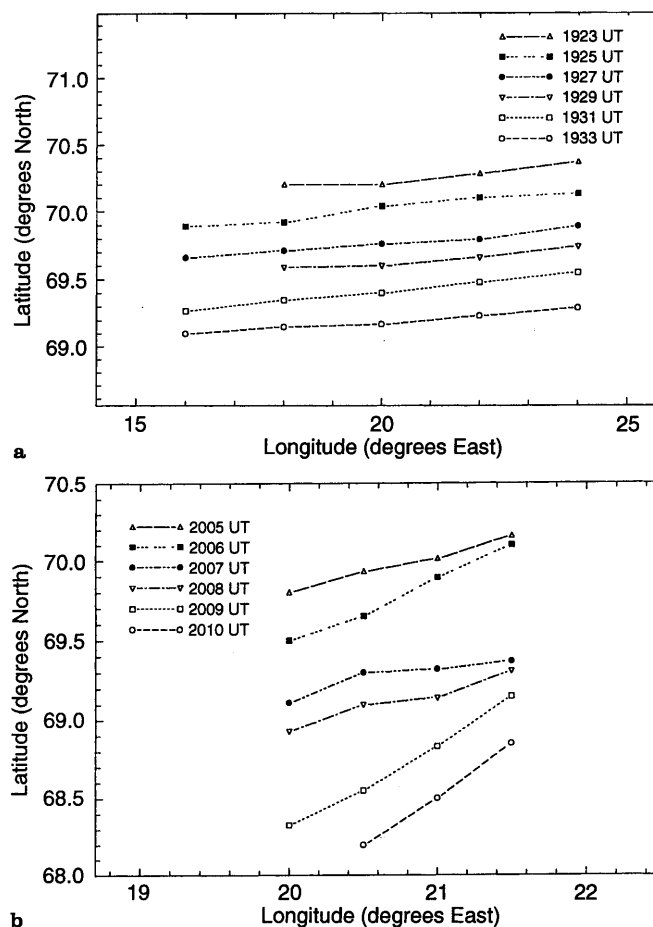 1923 UT
1925 UT
1927 UT
1929 UT
1931 UT
1933 UT
71.0
70.5
70.0
69.5
69.0
Latitude (degrees North)
15 20 25
Longitude (degrees East)
a
2005 UT
2006 UT
2007 UT
2008 UT
2009 UT
2010 UT
70.5
70.0
69.5
69.0
68.5
68.0
Latitude (degrees North)
19 20 21 22
Longitude (degrees East)
b